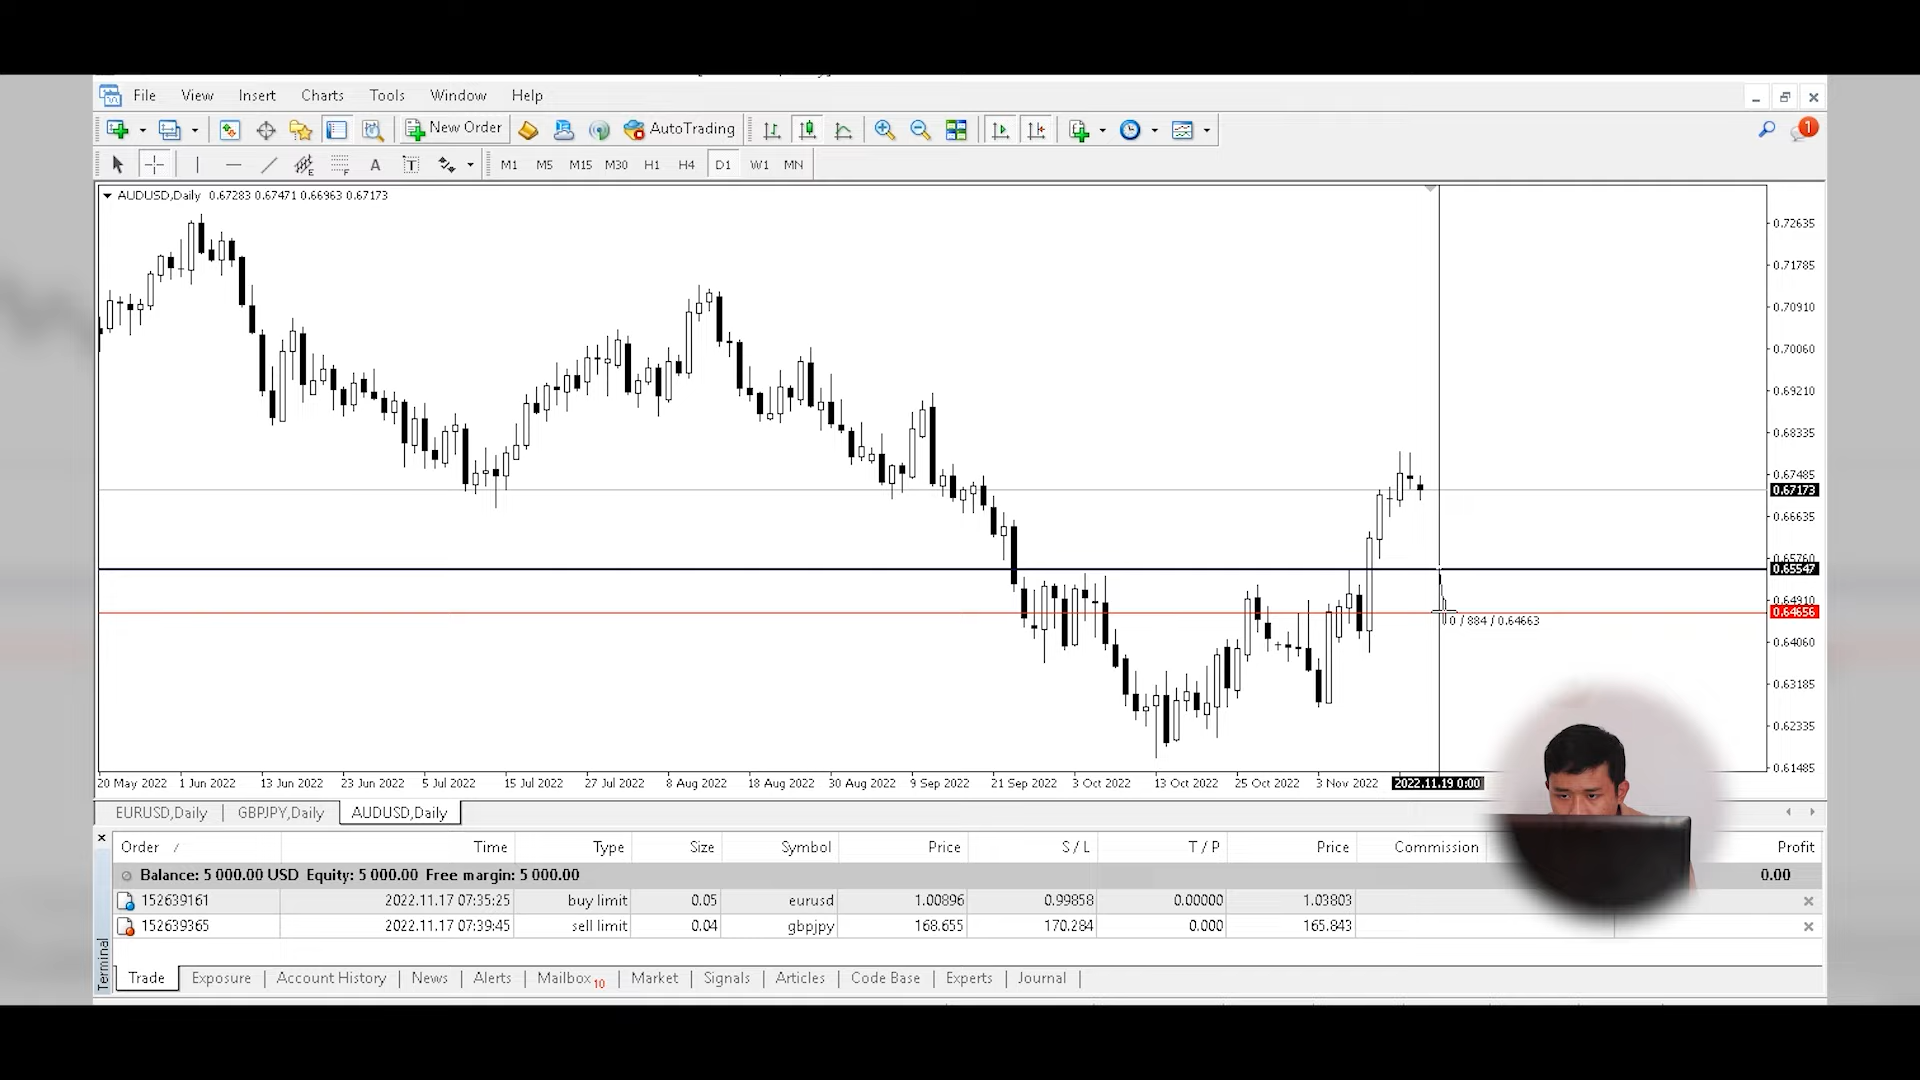 File View Insert Charts Tools Window Help
New Order AutoTrading 1
A T M1 M5 M15 M30 H1 H4 D1 W1 MN
AUDUSD,Daily 0.67283 0.67471 0.66963 0.67173
0.72635
0.71785
0.70910
0.70060
0.69210
0.68335
0.67485
0.67173
0.66635
0.65760
0.65547
0.64910
0.64656
0 / 884 / 0.64663
0.64060
0.63185
0.62335
0.61485
20 May 2022 1 Jun 2022 13 Jun 2022 23 Jun 2022 5 Jul 2022 15 Jul 2022 27 Jul 2022 8 Aug 2022 18 Aug 2022 30 Aug 2022 9 Sep 2022 21 Sep 2022 3 Oct 2022 13 Oct 2022 25 Oct 2022 3 Nov 2022 2022.11.19 0:00
EURUSD,Daily GBPJPY,Daily AUDUSD,Daily
Order / Time Type Size Symbol Price S / L T / P Price Commission Profit
Balance: 5 000.00 USD Equity: 5 000.00 Free margin: 5 000.00 0.00
152639161 2022.11.17 07:35:25 buy limit 0.05 eurusd 1.00896 0.99858 0.00000 1.03803
152639365 2022.11.17 07:39:45 sell limit 0.04 gbpjpy 168.655 170.284 0.000 165.843
Terminal
Trade Exposure Account History News Alerts Mailbox 10 Market Signals Articles Code Base Experts Journal